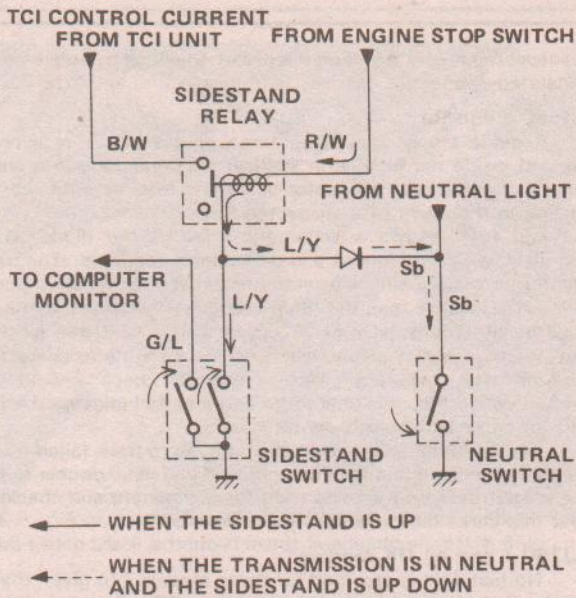 TCI CONTROL CURRENT
FROM TCI UNIT
FROM ENGINE STOP SWITCH
SIDESTAND
RELAY
B/W
R/W
FROM NEUTRAL LIGHT
L/Y
Sb
TO COMPUTER
MONITOR
L/Y
Sb
G/L
SIDESTAND
SWITCH
NEUTRAL
SWITCH
WHEN THE SIDESTAND IS UP
WHEN THE TRANSMISSION IS IN NEUTRAL
AND THE SIDESTAND IS UP DOWN